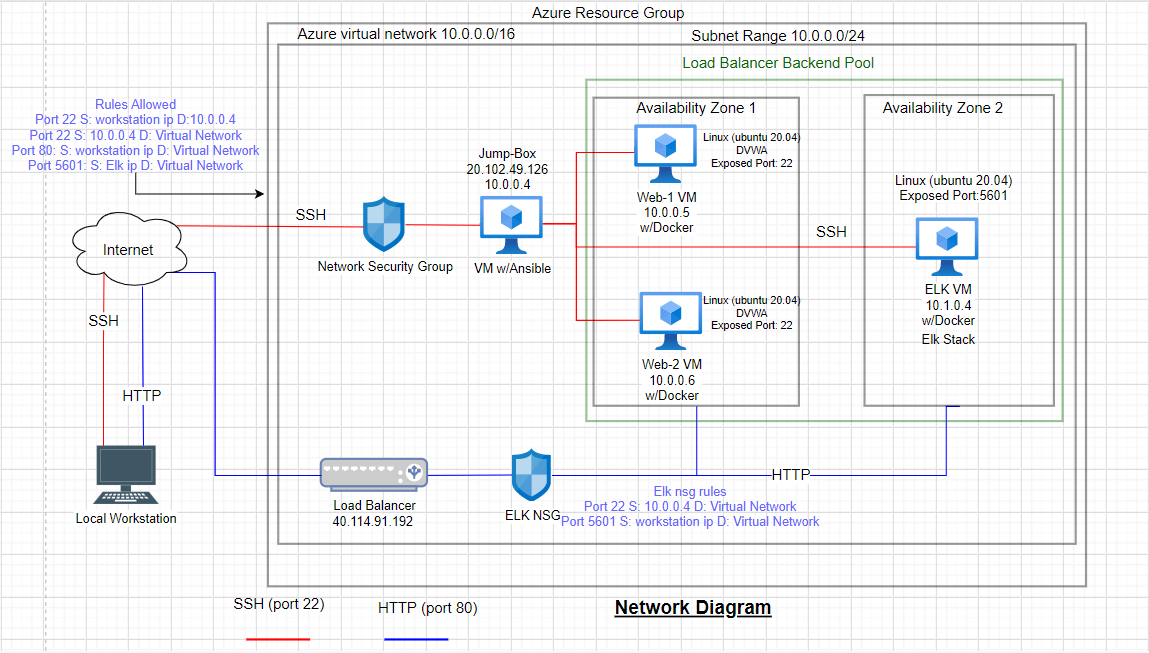 Azure Resource Group
Azure virtual network 10.0.0.0/16
Subnet Range 10.0.0.0/24
Load Balancer Backend Pool
Rules Allowed
Port 22 S: workstation ip D:10.0.0.4
Port 22 S: 10.0.0.4 D: Virtual Network
Port 80: S: workstation ip D: Virtual Network
Port 5601: S: Elk ip D: Virtual Network
Availability Zone 1
Availability Zone 2
Linux (ubuntu 20.04)
DVWA
Exposed Port: 22
Web-1 VM
10.0.0.5
w/Docker
Jump-Box
20.102.49.126
10.0.0.4
VM w/Ansible
Linux (ubuntu 20.04)
Exposed Port:5601
SSH
Network Security Group
Internet
SSH
ELK VM
10.1.0.4
w/Docker
Elk Stack
Linux (ubuntu 20.04)
DVWA
Exposed Port: 22
Web-2 VM
10.0.0.6
w/Docker
SSH
HTTP
Local Workstation
Load Balancer
40.114.91.192
ELK NSG
HTTP
Elk nsg rules
Port 22 S: 10.0.0.4 D: Virtual Network
Port 5601 S: workstation ip D: Virtual Network
SSH (port 22)
HTTP (port 80)
Network Diagram